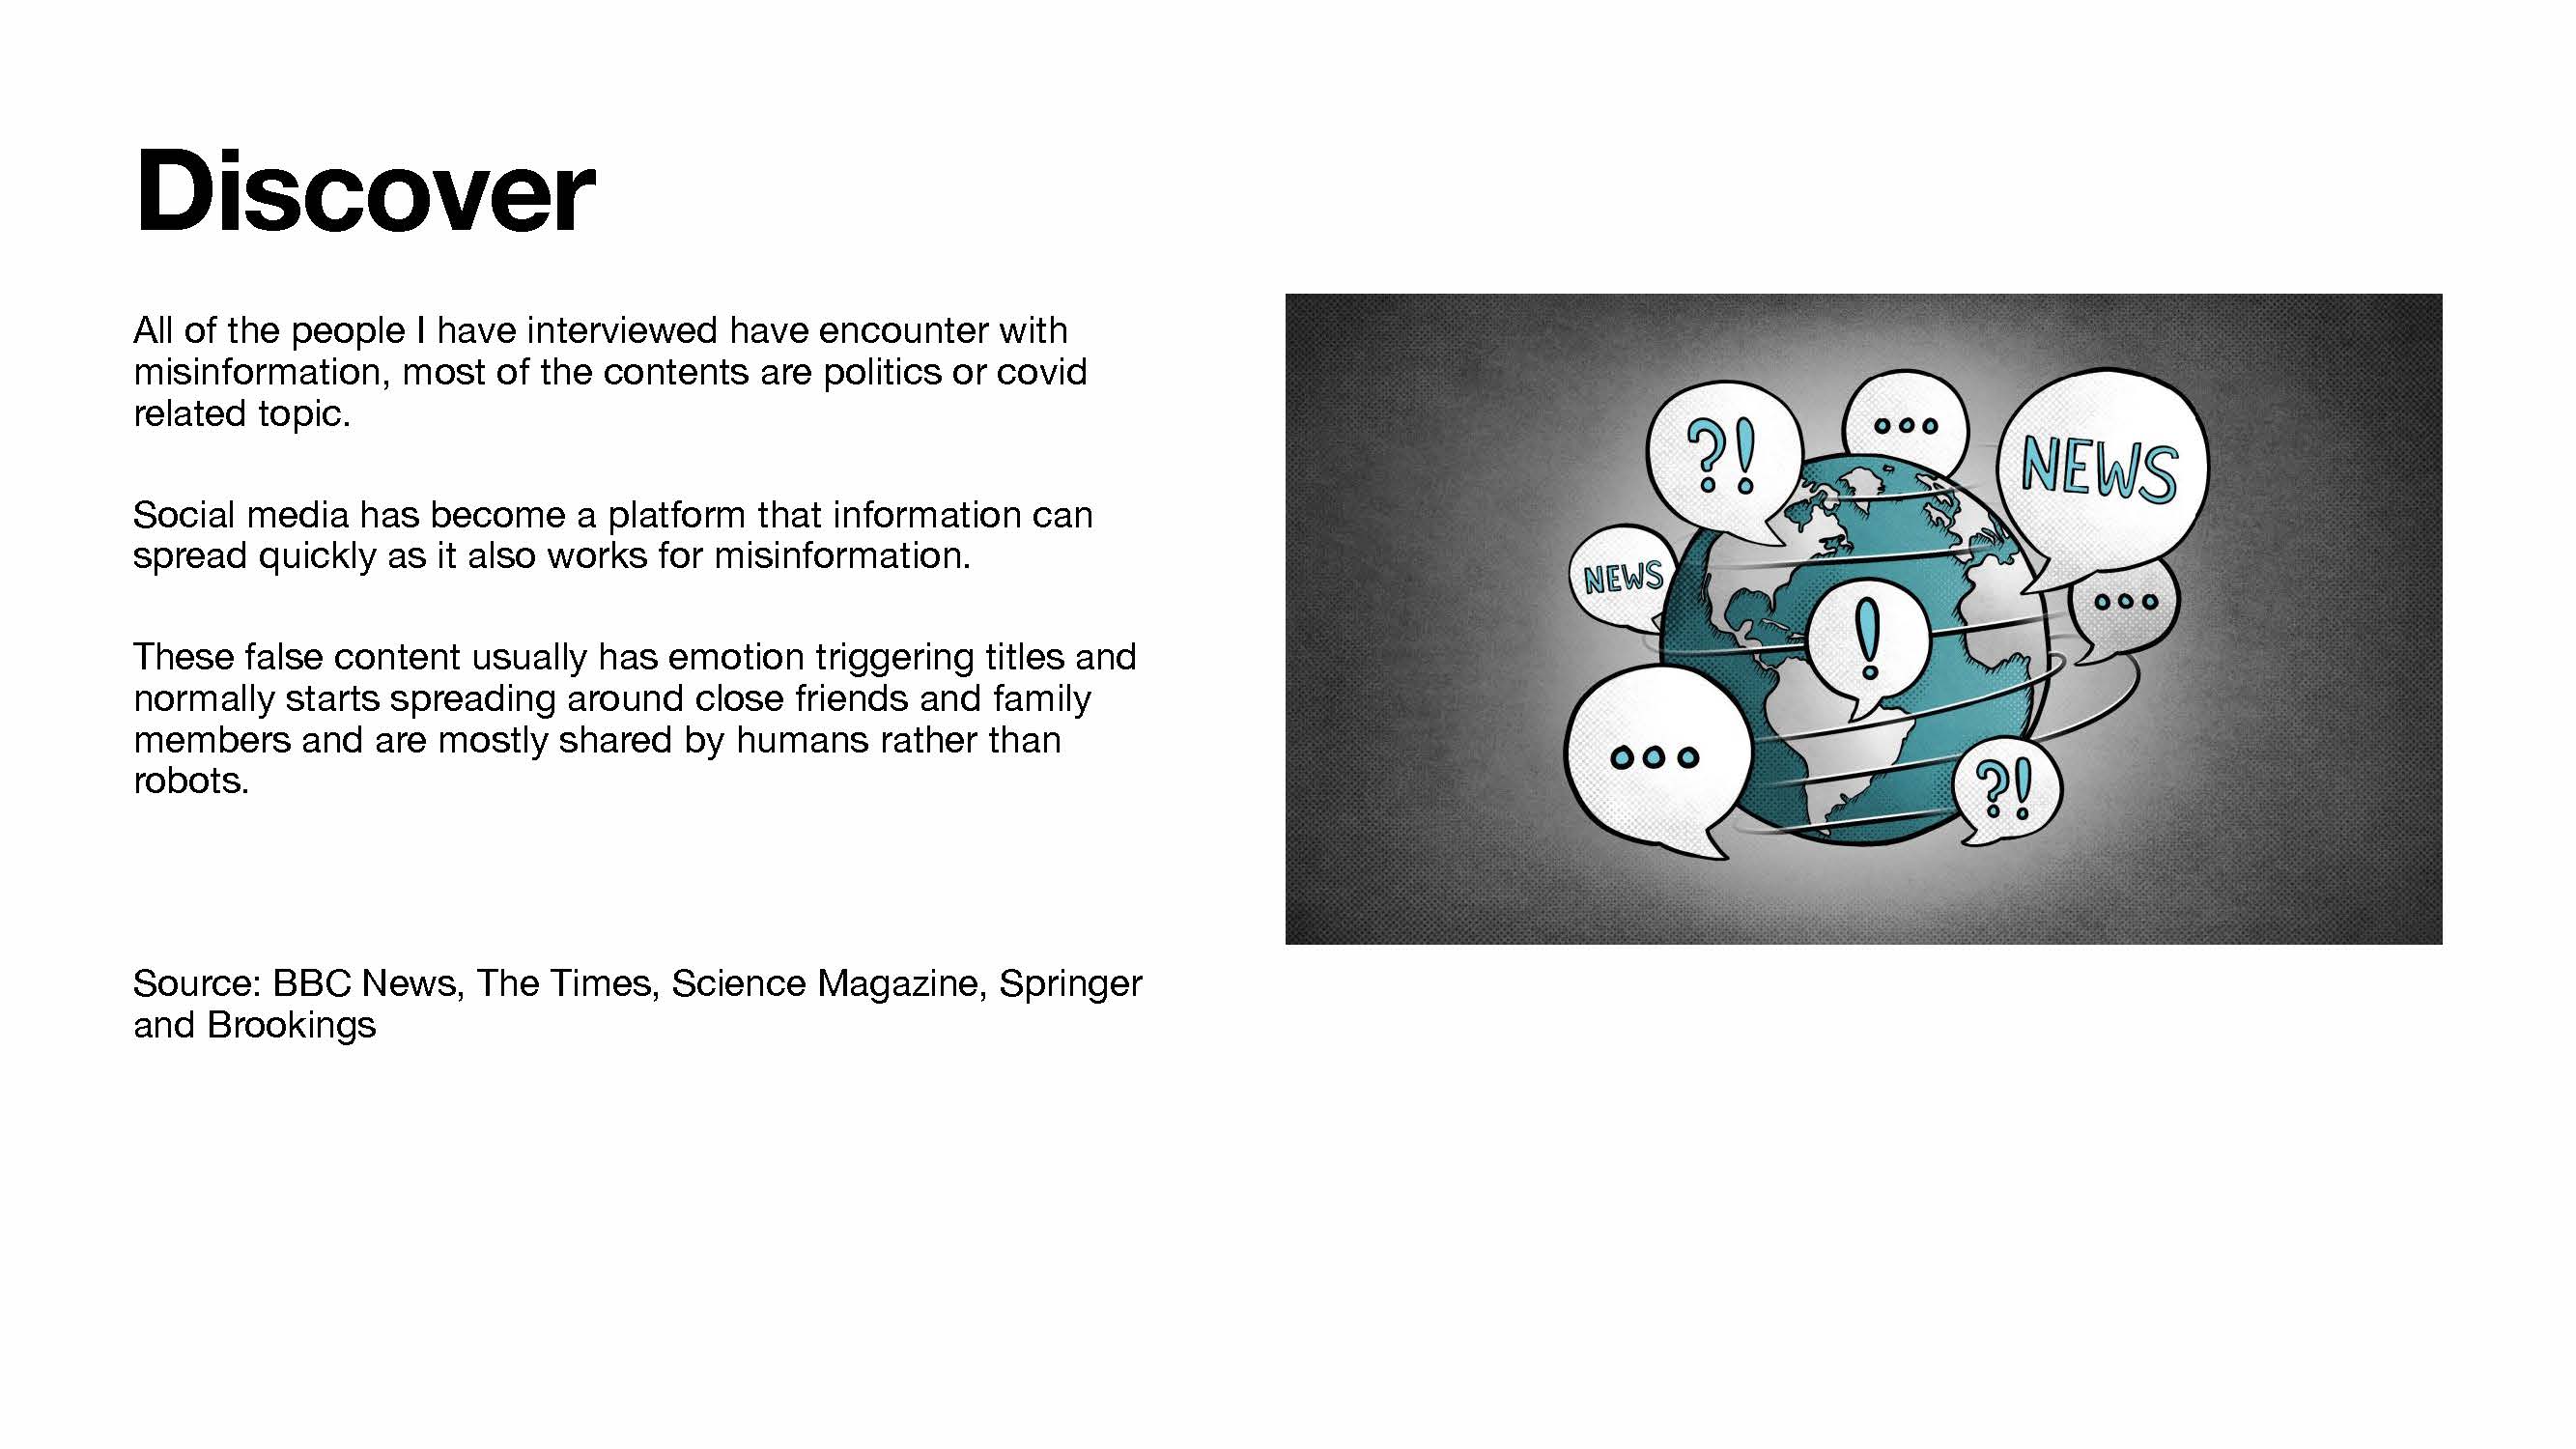 Discover
All of the people I have interviewed have encounter with
misinformation, most of the contents are politics or covid
related topic.
Social media has become a platform that information can
spread quickly as it also works for misinformation.
These false content usually has emotion triggering titles and
normally starts spreading around close friends and family
members and are mostly shared by humans rather than
robots.
Source: BBC News, The Times, Science Magazine, Springer
and Brookings
?!
...
NEWS
NEWS
...
!
...
?!